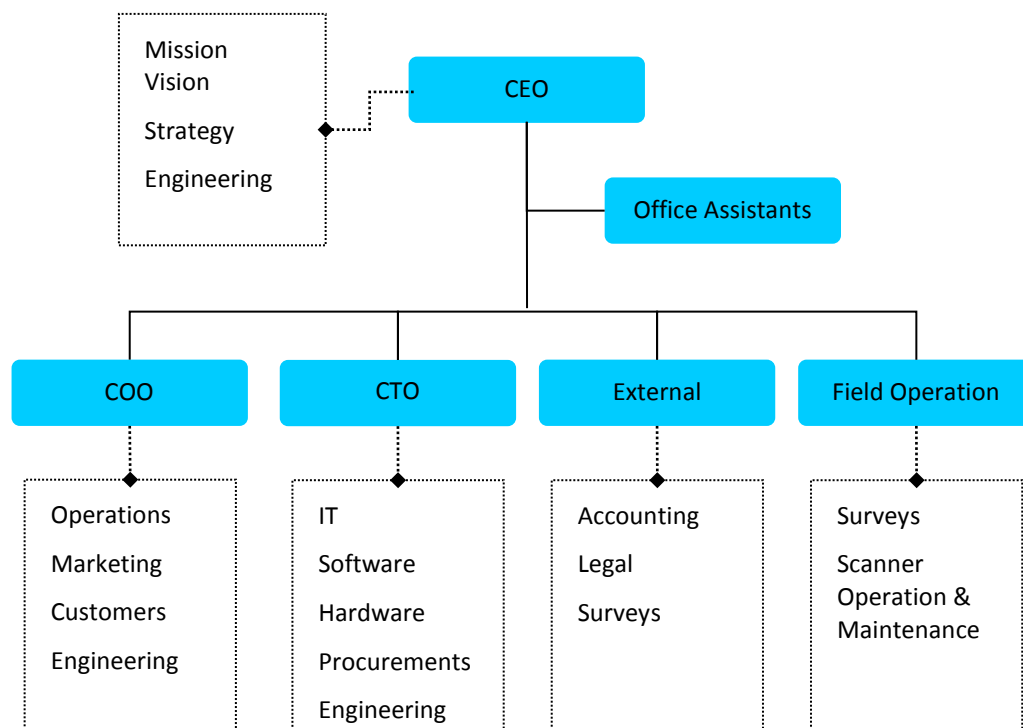 Mission
Vision
Strategy
Engineering
CEO
Office Assistants
COO
CTO
External
Field Operation
Operations
Marketing
Customers
Engineering
IT
Software
Hardware
Procurements
Engineering
Accounting
Legal
Surveys
Surveys
Scanner
Operation &
Maintenance